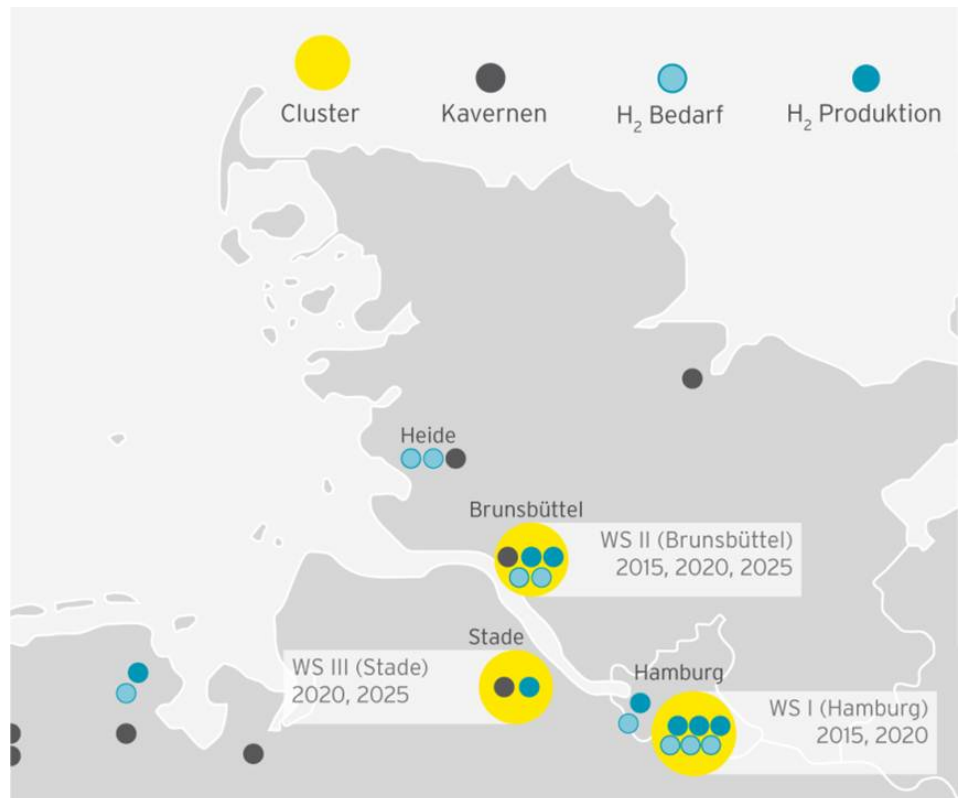 Cluster
Kavernen
H₂ Bedarf
H₂ Produktion
Heide
Brunsbüttel
WS II (Brunsbüttel)
2015, 2020, 2025
Stade
WS III (Stade)
2020, 2025
Hamburg
WS I (Hamburg)
2015, 2020